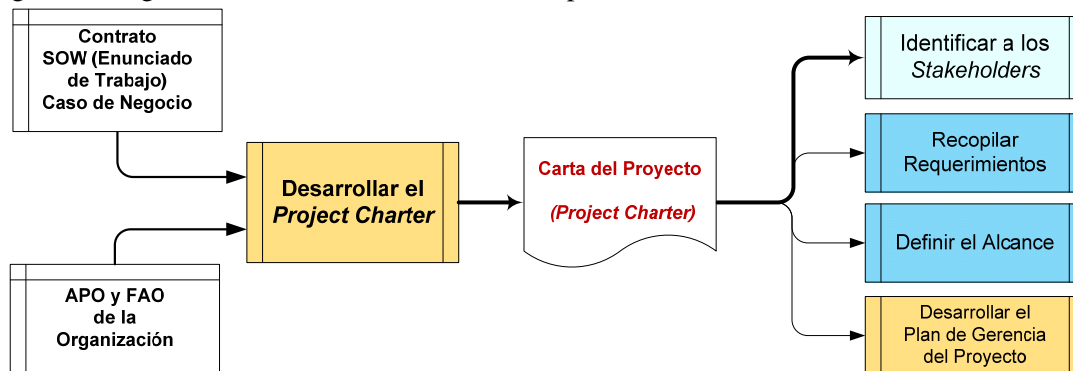 Contrato
SOW (Enunciado
de Trabajo)
Caso de Negocio
APO y FAO
de la
Organización
Desarrollar el
Project Charter
Carta del Proyecto
(Project Charter)
Identificar a los
Stakeholders
Recopilar
Requerimientos
Definir el Alcance
Desarrollar el
Plan de Gerencia
del Proyecto